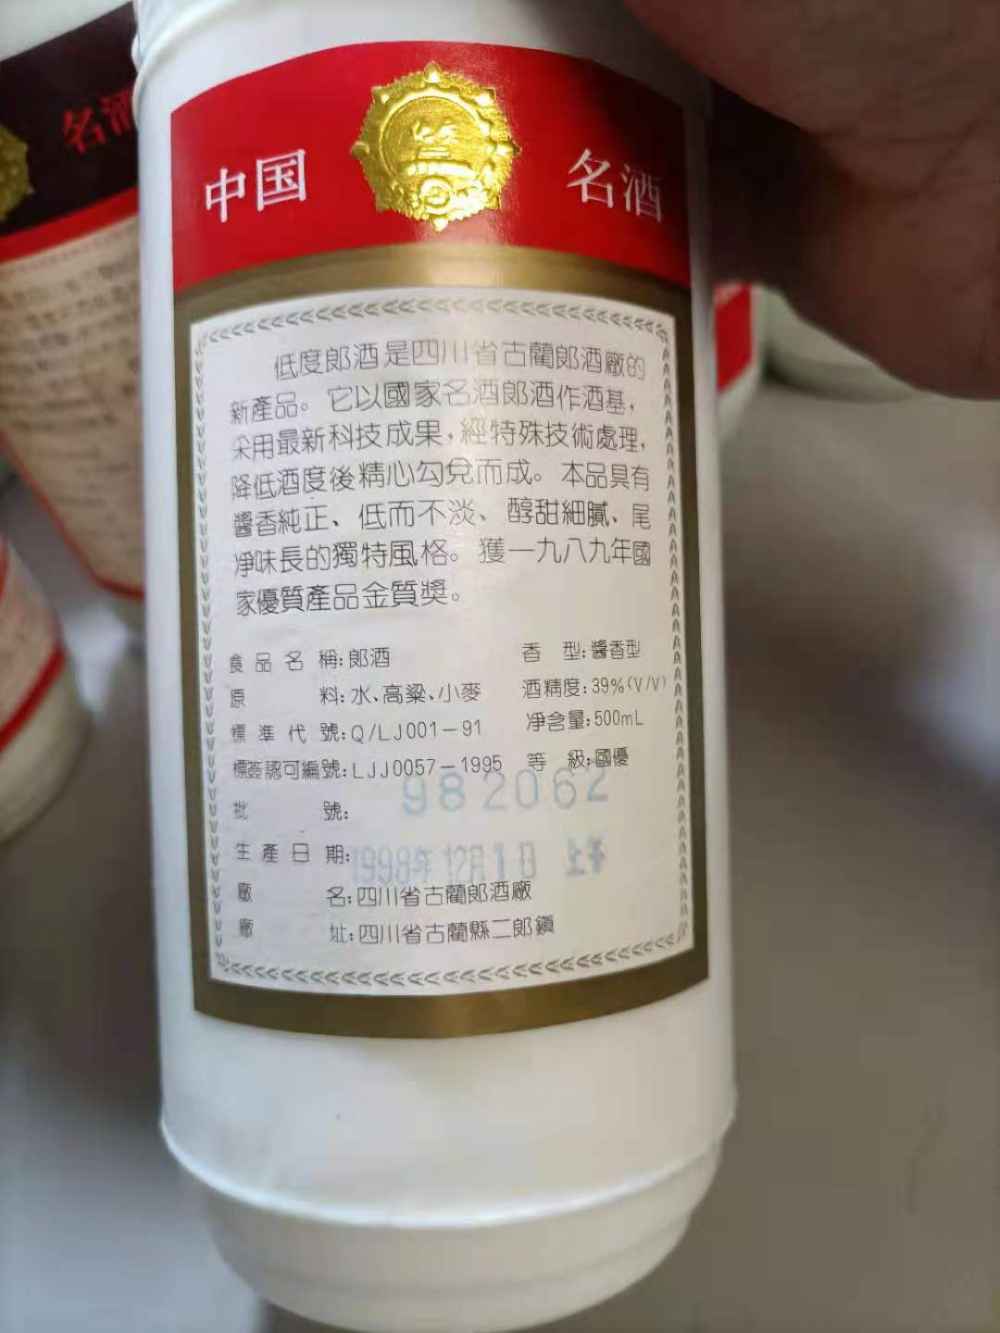 中国 名酒
低度郎酒是四川省古藺郎酒廠的
新產品。它以國家名酒郎酒作酒基，
采用最新科技成果，經特殊技術處理，
降低酒度後精心勾兌而成。本品具有
醬香純正、低而不淡、醇甜細膩、尾
凈味長的獨特風格。獲一九八九年國
家優質產品金質獎。
食品名稱：郎酒 香型：醬香型
原料：水、高粱、小麥 酒精度：39%(V/V)
標準代號：Q/LJ001-91 淨含量：500mL
標簽認可編號：LJJ0057-1995 等級：國優
批號： 982062
生產日期： 1998年12月1日
廠名：四川省古藺郎酒廠
廠址：四川省古藺縣二郎鎮
名酒